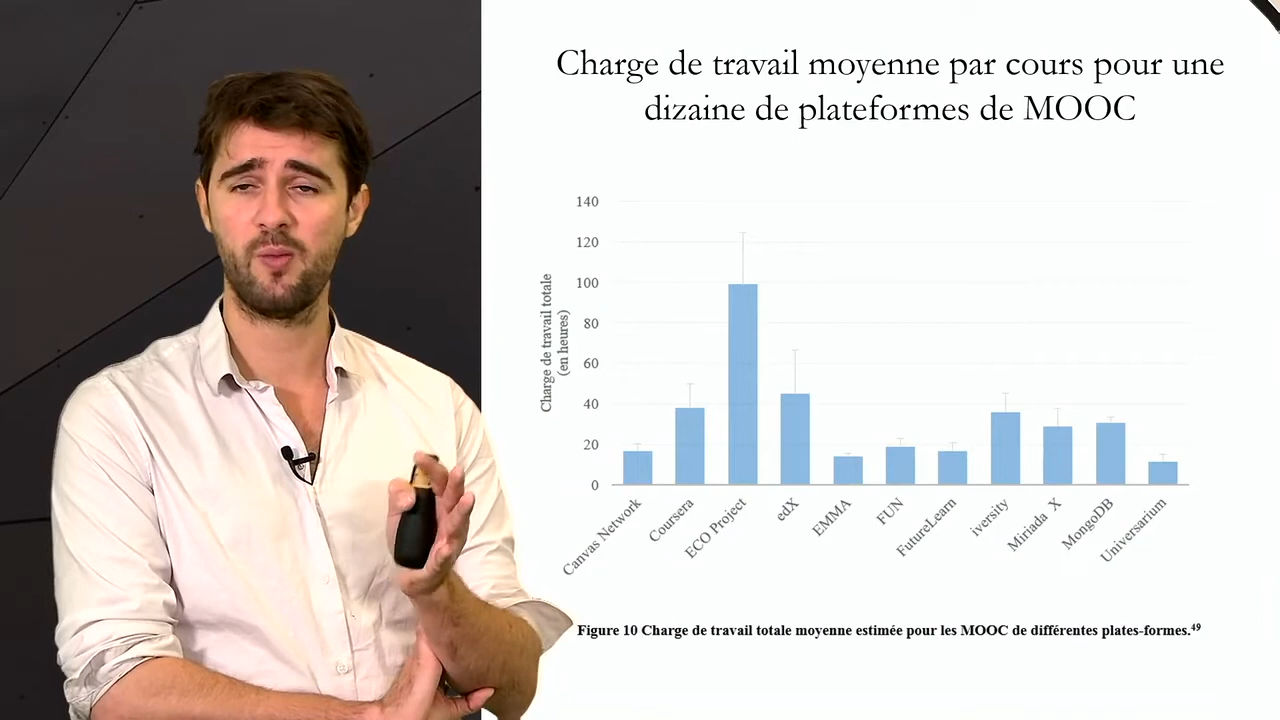 Charge de travail moyenne par cours pour une
dizaine de plateformes de MOOC
140
120
100
80
60
40
20
0
Charge de travail totale
(en heures)
Canvas Network
Coursera
ECO Project
edX
EMMA
FUN
FutureLearn
iversity
Miriada X
MongoDB
Universarium
Figure 10 Charge de travail totale moyenne estimée pour les MOOC de différentes plates-formes.49